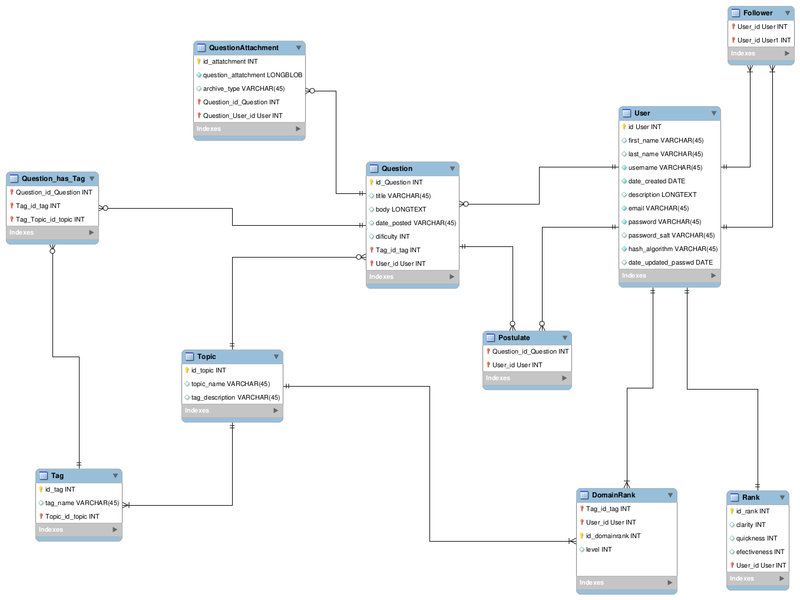 Follower
User_id User INT
User_id User1 INT
Indexes
QuestionAttachment
id_attatchment INT
question_attatchment LONGBLOB
archive_type VARCHAR(45)
Question_id_Question INT
Question_User_id User INT
Indexes
User
id User INT
first_name VARCHAR(45)
last_name VARCHAR(45)
username VARCHAR(45)
date_created DATE
description LONGTEXT
email VARCHAR(45)
password VARCHAR(45)
password_salt VARCHAR(45)
hash_algorithm VARCHAR(45)
date_updated_passwd DATE
Indexes
Question
id_Question INT
title VARCHAR(45)
body LONGTEXT
date_posted VARCHAR(45)
dificulty INT
Tag_id_tag INT
User_id User INT
Indexes
Question_has_Tag
Question_id_Question INT
Tag_id_tag INT
Tag_Topic_id_topic INT
Indexes
Postulate
Question_id_Question INT
User_id User INT
Indexes
Topic
id_topic INT
topic_name VARCHAR(45)
tag_description VARCHAR(45)
Indexes
Tag
id_tag INT
tag_name VARCHAR(45)
Topic_id_topic INT
Indexes
DomainRank
Tag_id_tag INT
User_id User INT
id_domainrank INT
level INT
Indexes
Rank
id_rank INT
clarity INT
quickness INT
efectiveness INT
User_id User INT
Indexes